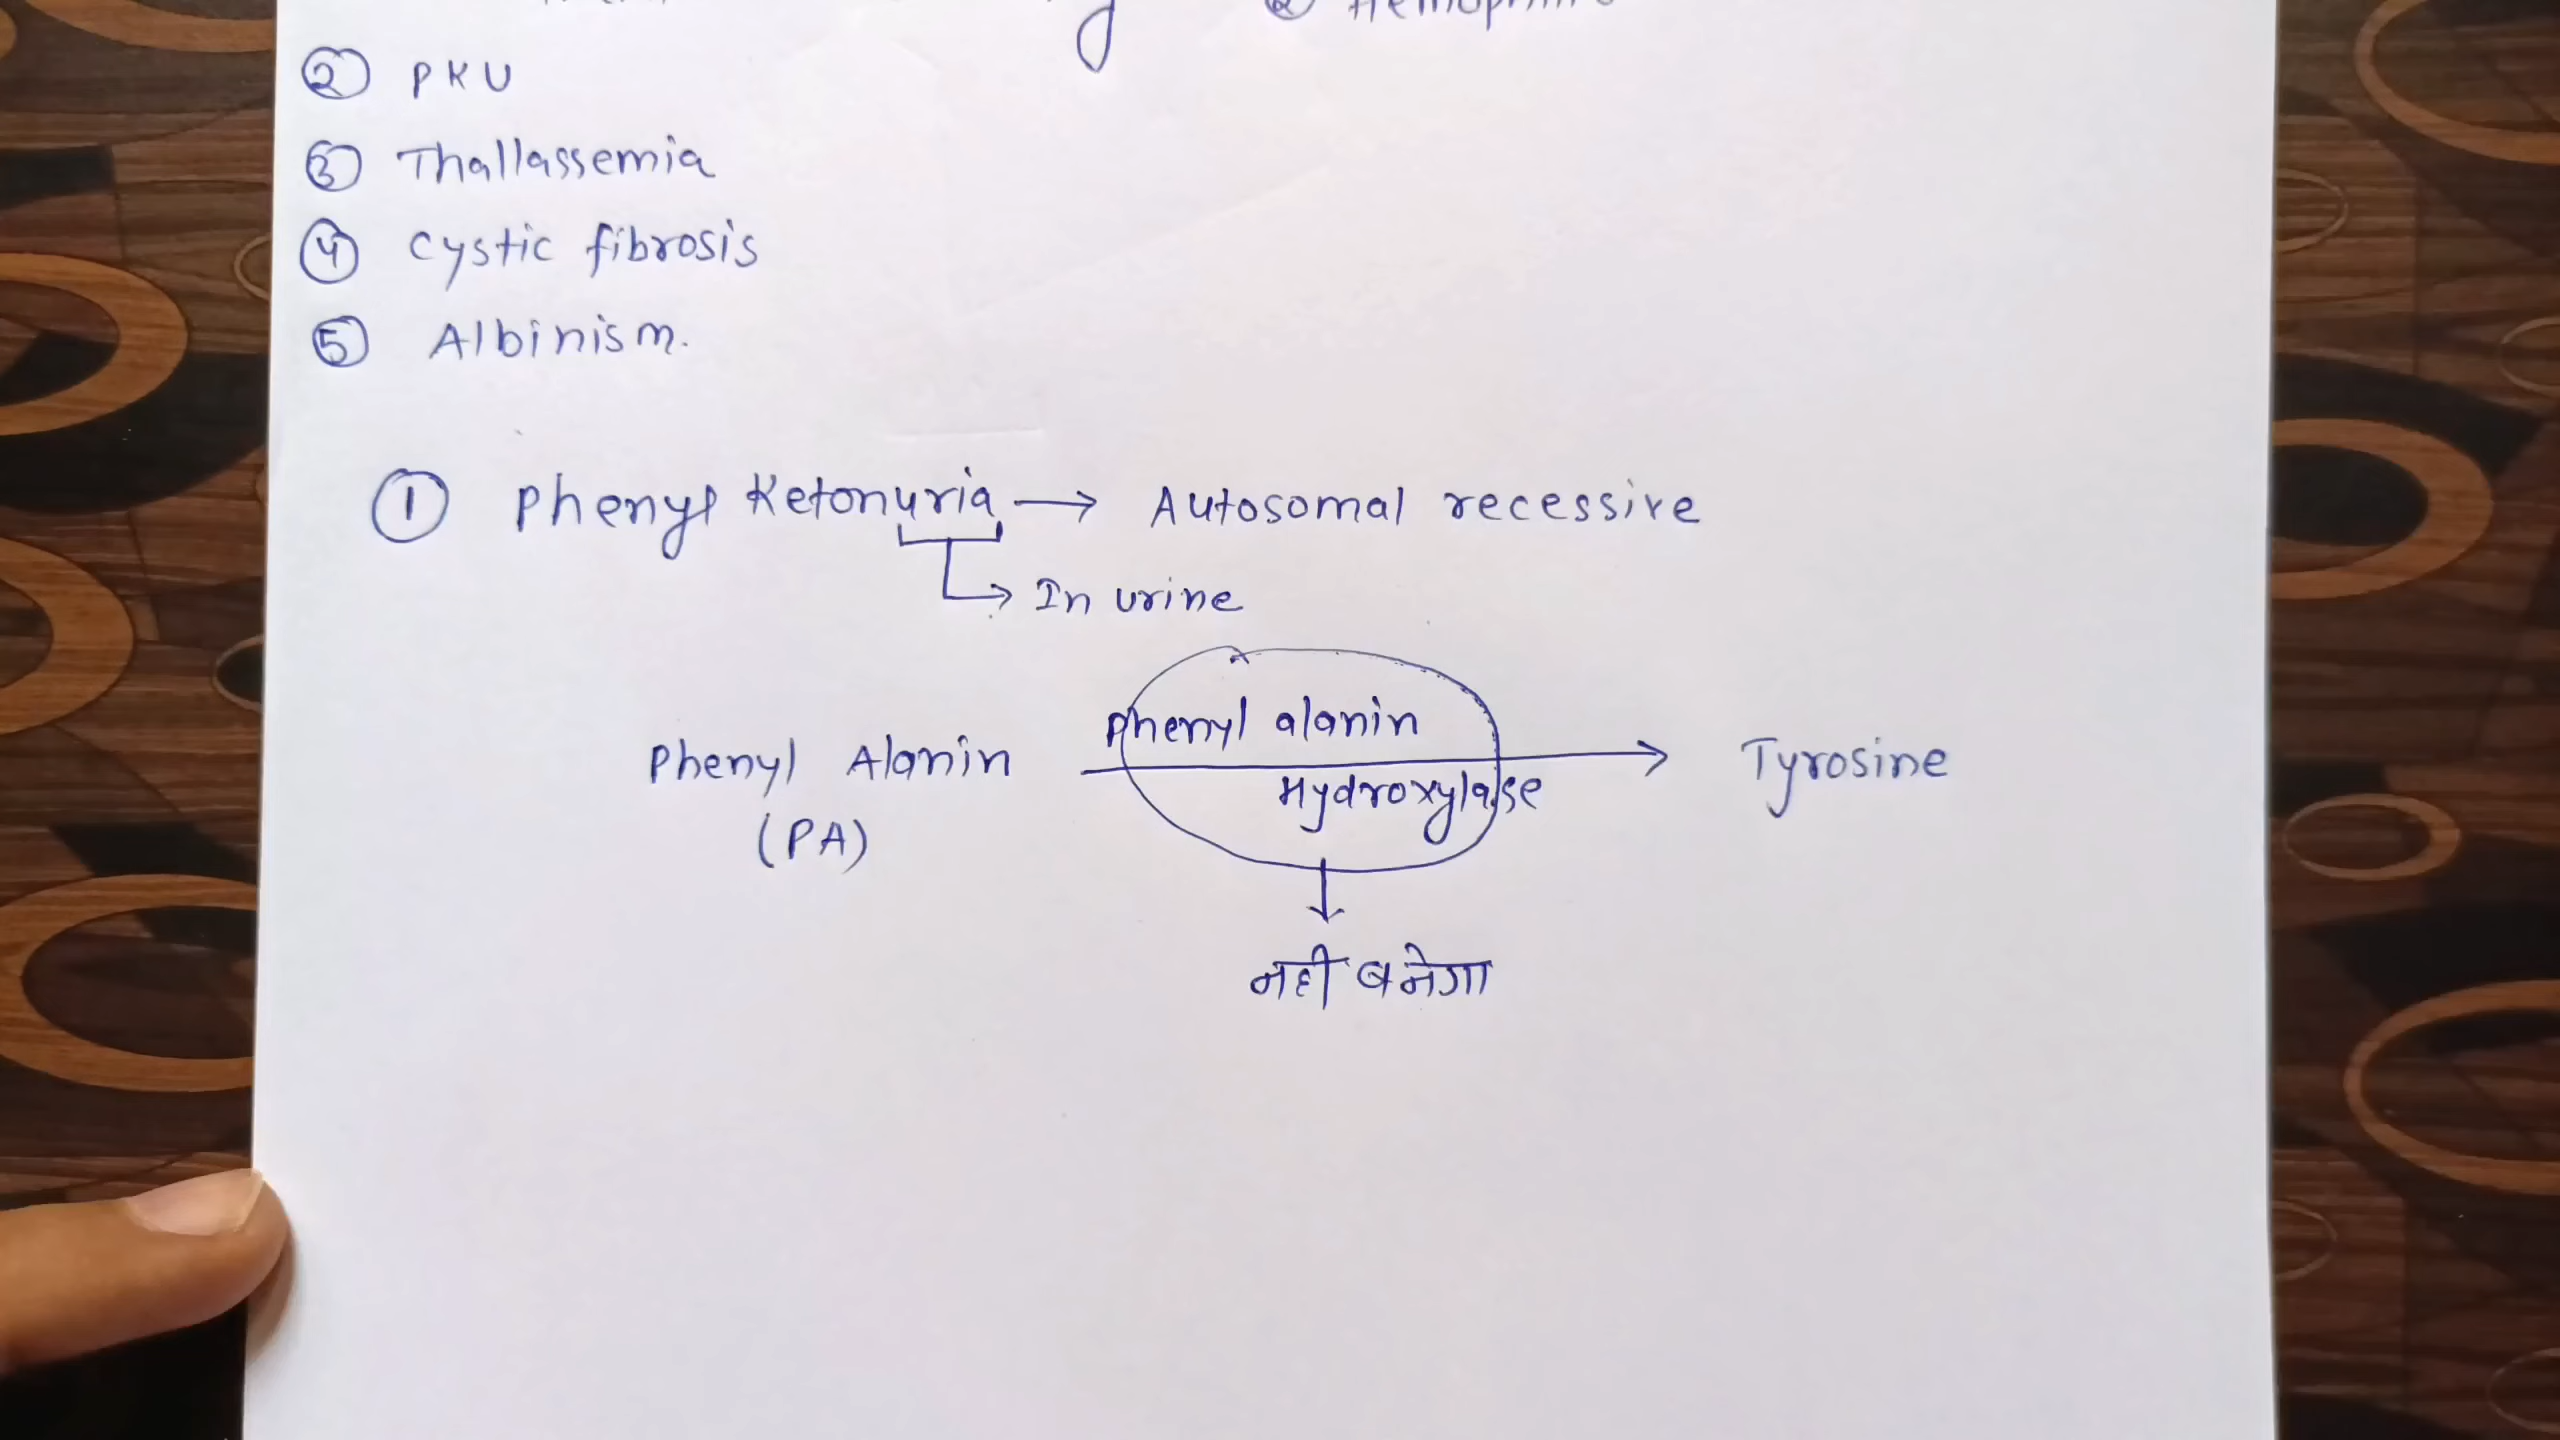 ② PKU
③ Thallassemia
④ Cystic fibrosis
⑤ Albinism.
① Phenyl Ketonuria → Autosomal recessive
→ In urine
Phenyl Alanin phenyl alanin → Tyrosine
Hydroxylase
(PA)
↓
नही बनेगा